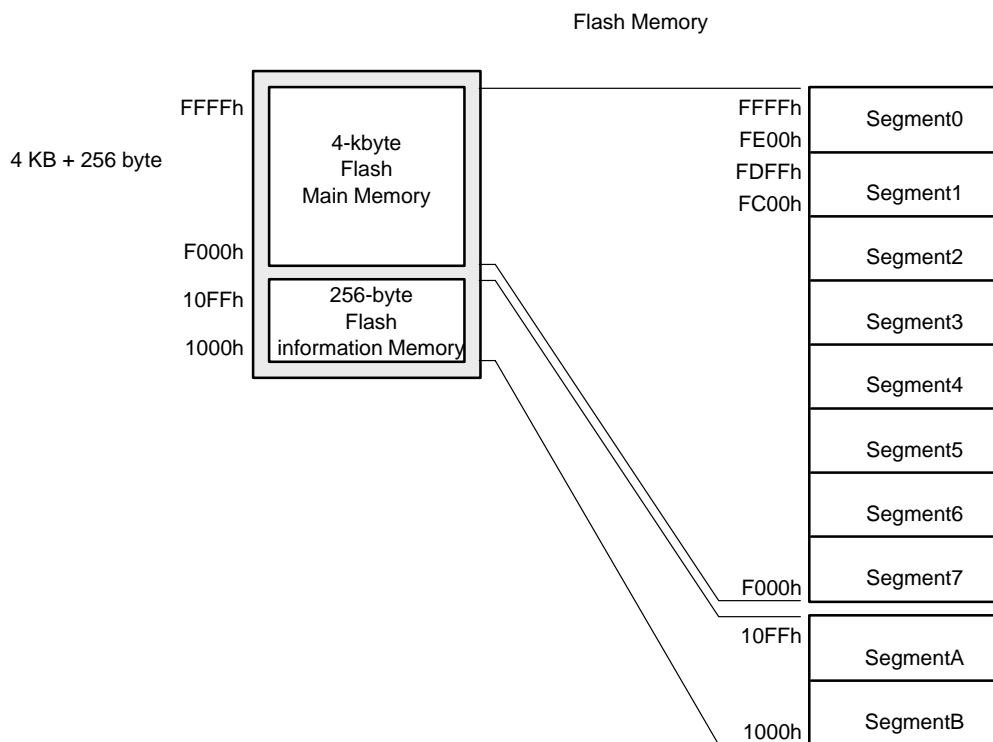 Flash Memory
4 KB + 256 byte
FFFFh
4-kbyte
Flash
Main Memory
F000h
10FFh
256-byte
Flash
information Memory
1000h
FFFFh
FE00h
FDFFh
FC00h
F000h
10FFh
1000h
Segment0
Segment1
Segment2
Segment3
Segment4
Segment5
Segment6
Segment7
SegmentA
SegmentB